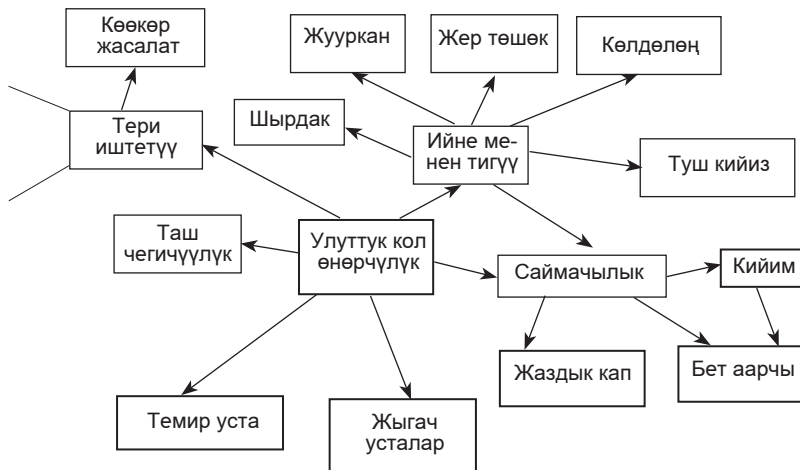 Көөкөр
жасалат
Жууркан
Жер төшөк
Көлдөлөң
Шырдак
Тери
иштетүү
Ийне ме-
нен тигүү
Туш кийиз
Таш
чегичүүлүк
Улуттук кол
өнөрчүлүк
Саймачылык
Кийим
Жаздык кап
Бет аарчы
Темир уста
Жыгач
усталар